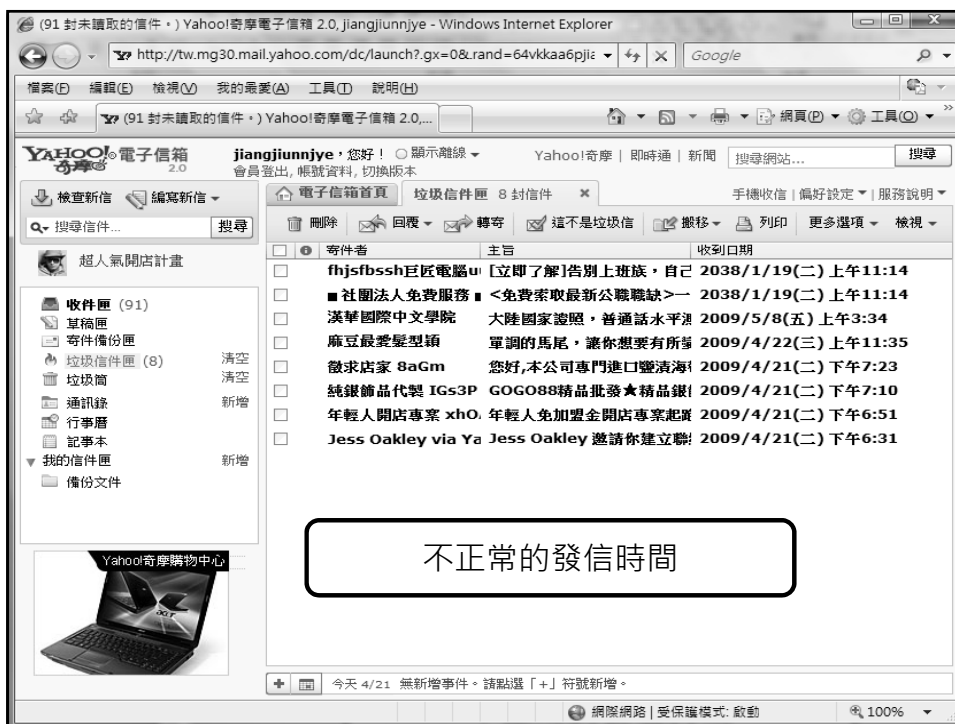 (91 封未讀取的信件。) Yahoo!奇摩電子信箱 2.0, jiangjiunnjye - Windows Internet Explorer
http://tw.mg30.mail.yahoo.com/dc/launch?.gx=0&.rand=64vkkaa6pjia
Google
檔案(F) 編輯(E) 檢視(V) 我的最愛(A) 工具(T) 說明(H)
(91 封未讀取的信件。) Yahoo!奇摩電子信箱 2.0,...
網頁(P) 工具(O)
YAHOO!奇摩 電子信箱 2.0
jiangjiunnjye,您好! 顯示離線
會員登出, 帳號資料, 切換版本
Yahoo!奇摩 | 即時通 | 新聞
搜尋網站...
搜尋
檢查新信 編寫新信
電子信箱首頁 垃圾信件匣 8 封信件
手機收信 | 偏好設定 | 服務說明
搜尋信件... 搜尋
刪除 回覆 轉寄 這不是垃圾信 搬移 列印 更多選項 檢視
超人氣開店計畫
寄件者 主旨 收到日期
fhjsfbssh巨匠電腦u [立即了解]告別上班族,自己 2038/1/19(二) 上午11:14
■社團法人免費服務■ <免費索取最新公職職缺>一 2038/1/19(二) 上午11:14
漢華國際中文學院 大陸國家證照,普通話水平測 2009/5/8(五) 上午3:34
麻豆最愛髮型穎 單調的馬尾,讓你想要有所變 2009/4/22(三) 上午11:35
徵求店家 8aGm 您好,本公司專門進口鹽漬海 2009/4/21(二) 下午7:23
純銀飾品代製 IGs3P GOGO88精品批發★精品銀 2009/4/21(二) 下午7:10
年輕人開店專案 xhO 年輕人免加盟金開店專案起跑 2009/4/21(二) 下午6:51
Jess Oakley via Ya Jess Oakley 邀請你建立聯 2009/4/21(二) 下午6:31
收件匣 (91)
草稿匣
寄件備份匣
垃圾信件匣 (8) 清空
垃圾筒 清空
通訊錄 新增
行事曆
記事本
我的信件匣 新增
備份文件
不正常的發信時間
Yahoo!奇摩購物中心
acer
今天 4/21 無新增事件。請點選「+」符號新增。
網際網路 | 受保護模式: 啟動
100%